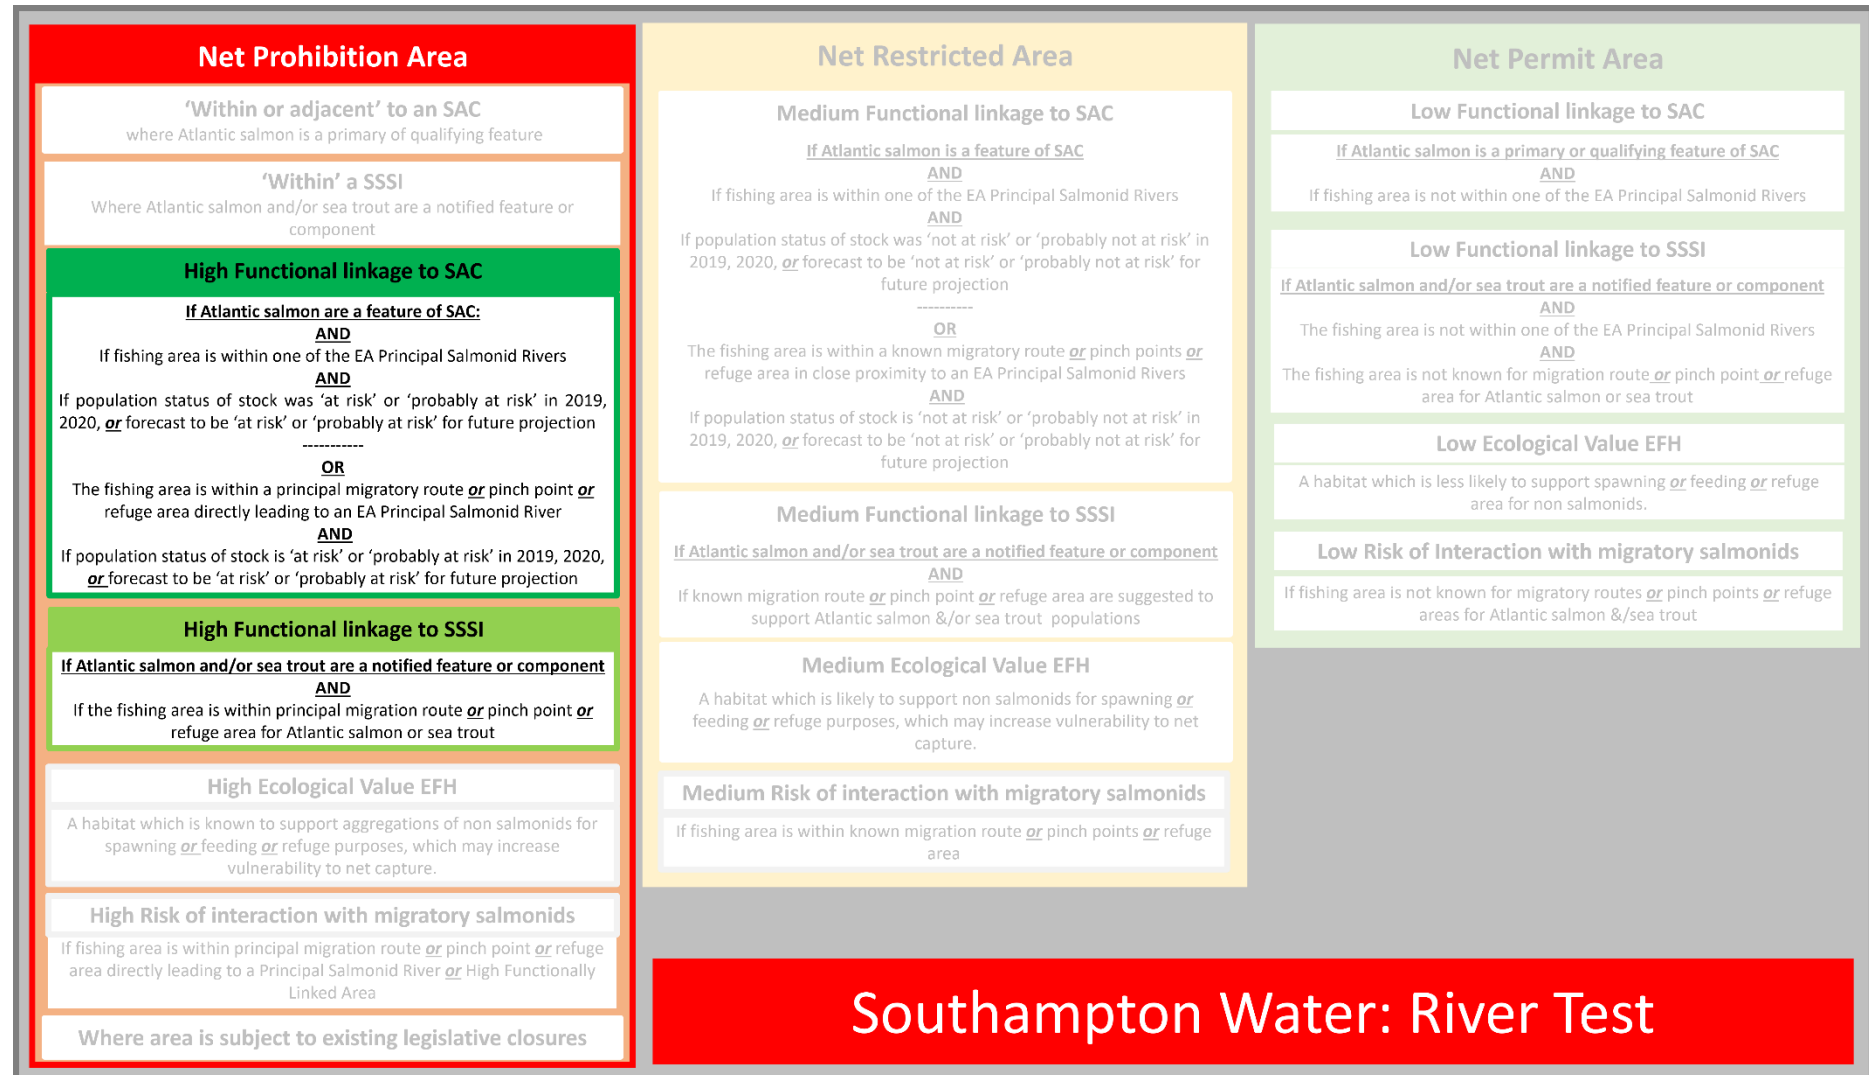 Net Prohibition Area
‘Within or adjacent’ to an SAC
where Atlantic salmon is a primary of qualifying feature
‘Within’ a SSSI
Where Atlantic salmon and/or sea trout are a notified feature or
component
High Functional linkage to SAC
If Atlantic salmon are a feature of SAC:
AND
If fishing area is within one of the EA Principal Salmonid Rivers
AND
If population status of stock was ‘at risk’ or ‘probably at risk’ in 2019,
2020, or forecast to be ‘at risk’ or ‘probably at risk’ for future projection
-----------
OR
The fishing area is within a principal migratory route or pinch point or
refuge area directly leading to an EA Principal Salmonid River
AND
If population status of stock is ‘at risk’ or ‘probably at risk’ in 2019, 2020,
or forecast to be ‘at risk’ or ‘probably at risk’ for future projection
High Functional linkage to SSSI
If Atlantic salmon and/or sea trout are a notified feature or component
AND
If the fishing area is within principal migration route or pinch point or
refuge area for Atlantic salmon or sea trout
High Ecological Value EFH
A habitat which is known to support aggregations of non salmonids for
spawning or feeding or refuge purposes, which may increase
vulnerability to net capture.
High Risk of interaction with migratory salmonids
If fishing area is within principal migration route or pinch point or refuge
area directly leading to a Principal Salmonid River or High Functionally
Linked Area
Where area is subject to existing legislative closures
Net Restricted Area
Medium Functional linkage to SAC
If Atlantic salmon is a feature of SAC
AND
If fishing area is within one of the EA Principal Salmonid Rivers
AND
If population status of stock was ‘not at risk’ or ‘probably not at risk’ in
2019, 2020, or forecast to be ‘not at risk’ or ‘probably not at risk’ for
future projection
----------
OR
The fishing area is within a known migratory route or pinch points or
refuge area in close proximity to an EA Principal Salmonid Rivers
AND
If population status of stock is ‘not at risk’ or ‘probably not at risk’ in
2019, 2020, or forecast to be ‘not at risk’ or ‘probably not at risk’ for
future projection
Medium Functional linkage to SSSI
If Atlantic salmon and/or sea trout are a notified feature or component
AND
If known migration route or pinch point or refuge area are suggested to
support Atlantic salmon &/or sea trout populations
Medium Ecological Value EFH
A habitat which is likely to support non salmonids for spawning or
feeding or refuge purposes, which may increase vulnerability to net
capture.
Medium Risk of interaction with migratory salmonids
If fishing area is within known migration route or pinch points or refuge
area
Net Permit Area
Low Functional linkage to SAC
If Atlantic salmon is a primary or qualifying feature of SAC
AND
If fishing area is not within one of the EA Principal Salmonid Rivers
Low Functional linkage to SSSI
If Atlantic salmon and/or sea trout are a notified feature or component
AND
The fishing area is not within one of the EA Principal Salmonid Rivers
AND
The fishing area is not known for migration route or pinch point or refuge
area for Atlantic salmon or sea trout
Low Ecological Value EFH
A habitat which is less likely to support spawning or feeding or refuge
area for non salmonids.
Low Risk of Interaction with migratory salmonids
If fishing area is not known for migratory routes or pinch points or refuge
areas for Atlantic salmon &/sea trout
Southampton Water: River Test